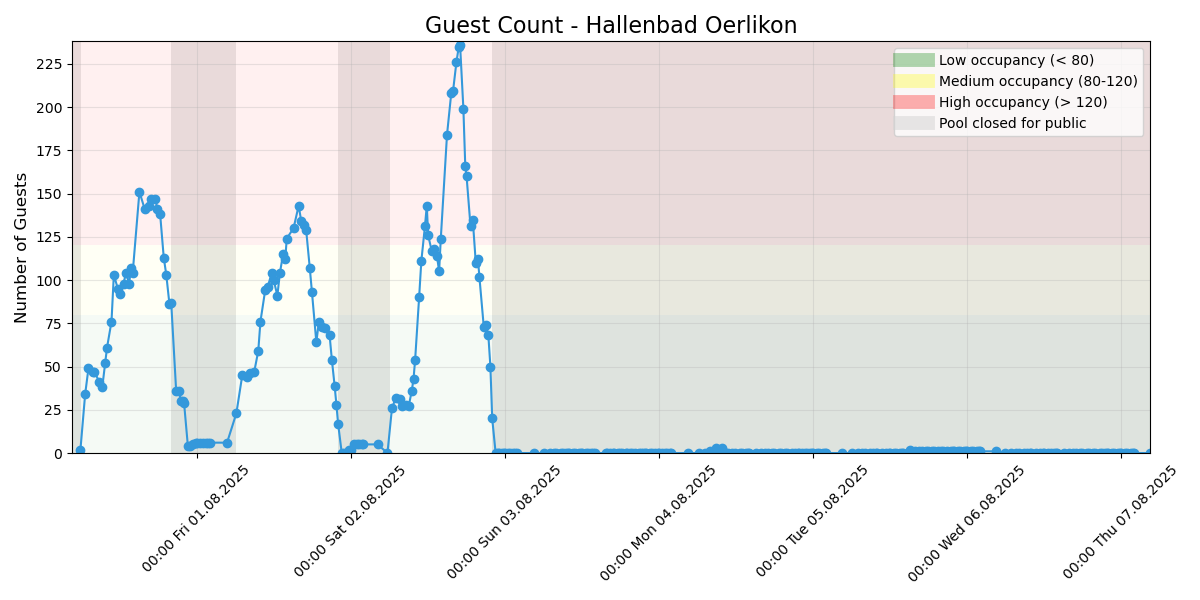 Guest Count - Hallenbad Oerlikon
Number of Guests
225
200
175
150
125
100
75
50
25
0
Low occupancy (< 80)
Medium occupancy (80-120)
High occupancy (> 120)
Pool closed for public
00:00 Fri 01.08.2025
00:00 Sat 02.08.2025
00:00 Sun 03.08.2025
00:00 Mon 04.08.2025
00:00 Tue 05.08.2025
00:00 Wed 06.08.2025
00:00 Thu 07.08.2025